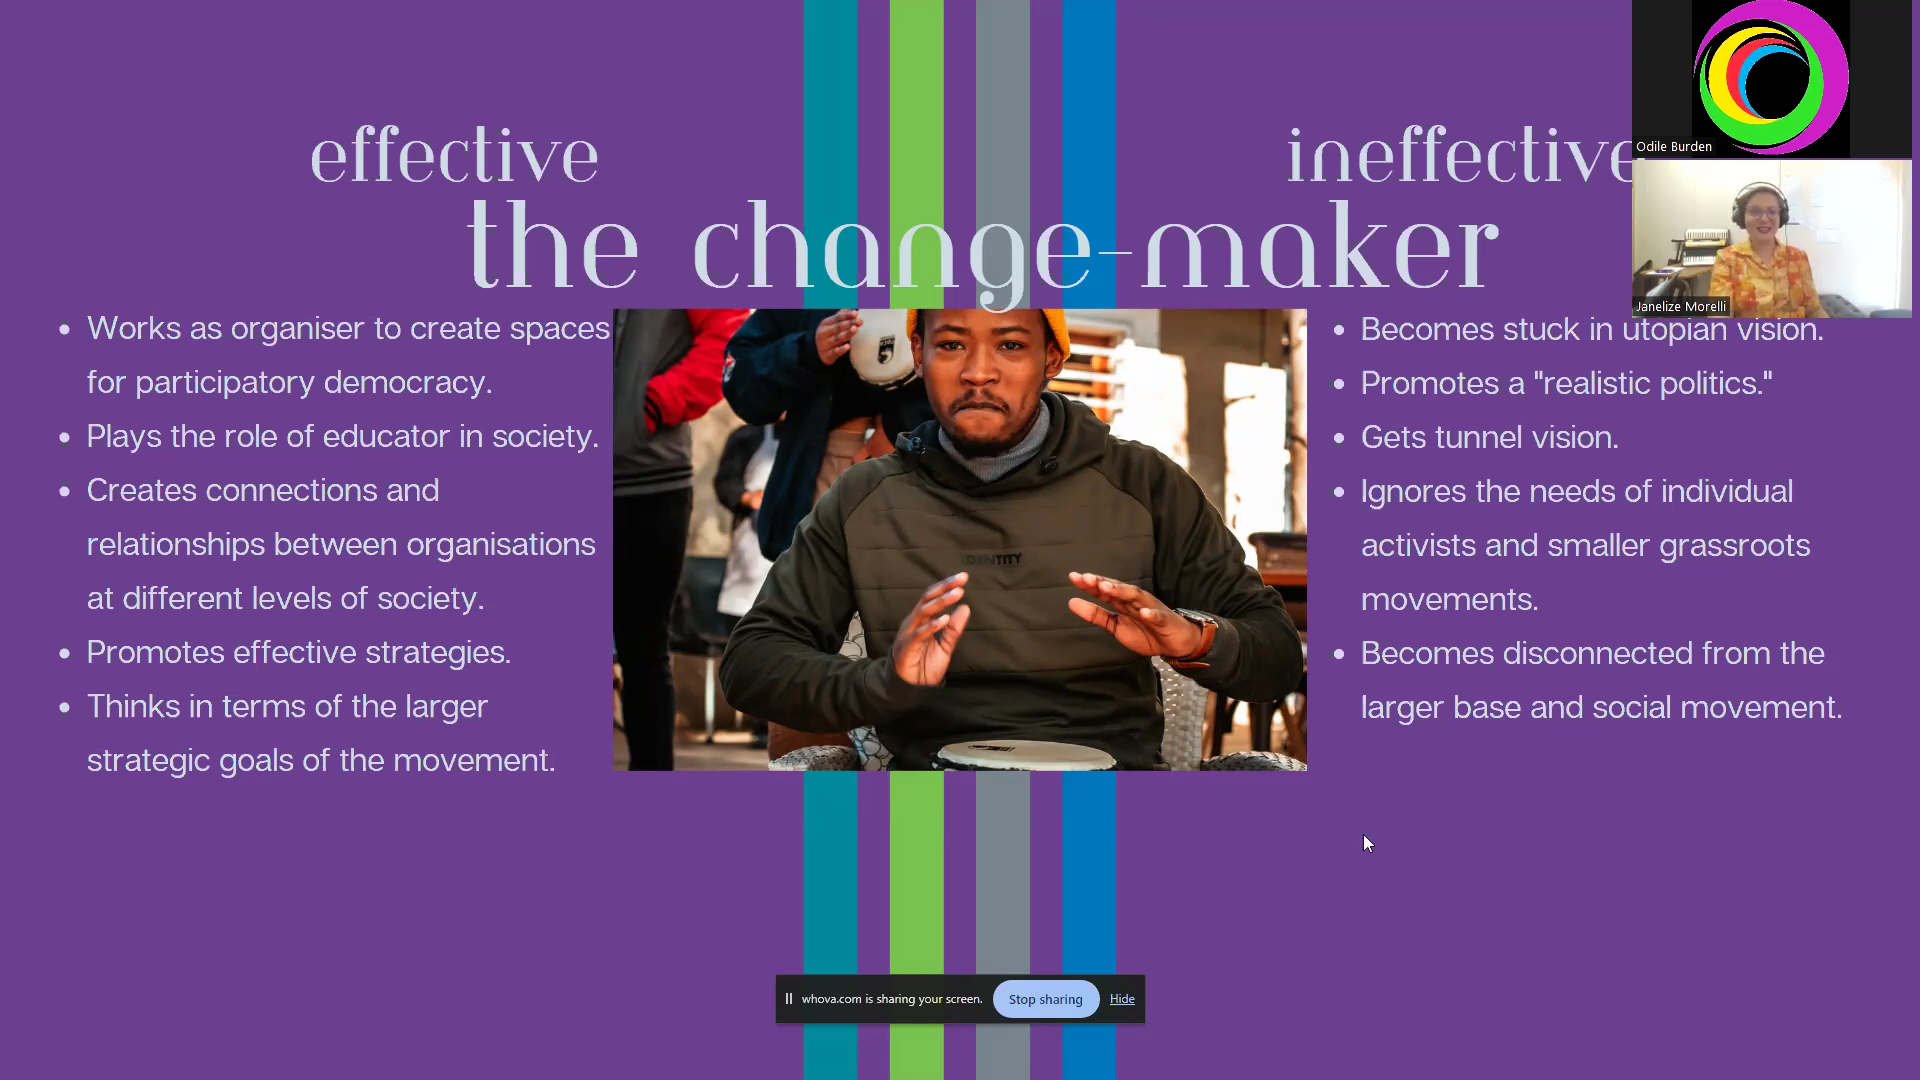 effective
ineffective
the change-maker
Odile Burden
Janelize Morelli
• Works as organiser to create spaces
for participatory democracy.
• Plays the role of educator in society.
• Creates connections and
relationships between organisations
at different levels of society.
• Promotes effective strategies.
• Thinks in terms of the larger
strategic goals of the movement.
IDENTITY
• Becomes stuck in utopian vision.
• Promotes a "realistic politics."
• Gets tunnel vision.
• Ignores the needs of individual
activists and smaller grassroots
movements.
• Becomes disconnected from the
larger base and social movement.
whova.com is sharing your screen.
Stop sharing
Hide